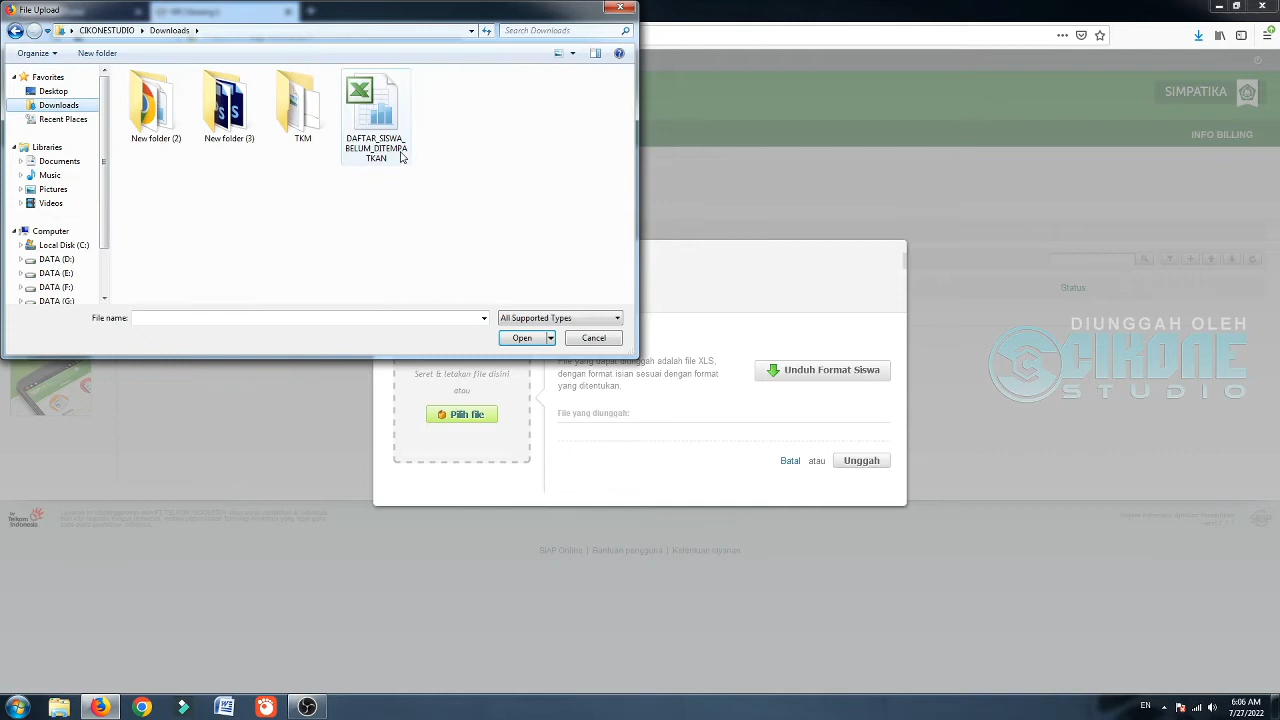 File Upload
CIKONESTUDIO
Downloads
Search Downloads
Organize
New folder
Favorites
Desktop
Downloads
Recent Places
Libraries
Documents
Music
Pictures
Videos
Computer
Local Disk (C:)
DATA (D:)
DATA (E:)
DATA (F:)
DATA (G:)
New folder (2)
New folder (3)
TKM
DAFTAR_SISWA_
BELUM_DITEMPA
TKAN
File name:
All Supported Types
Open
Cancel
SIMPATIKA
INFO BILLING
Status
DIUNGGAH OLEH
CIKONE
STUDIO
Seret & letakan file disini
atau
Pilih file
File yang dapat diunggah adalah file XLS,
dengan format isian sesuai dengan format
yang ditentukan.
Unduh Format Siswa
File yang diunggah:
Batal atau Unggah
by
Telkom
Indonesia
SIAP Online | Bantuan pengguna | Ketentuan layanan
EN
6:06 AM
7/27/2022